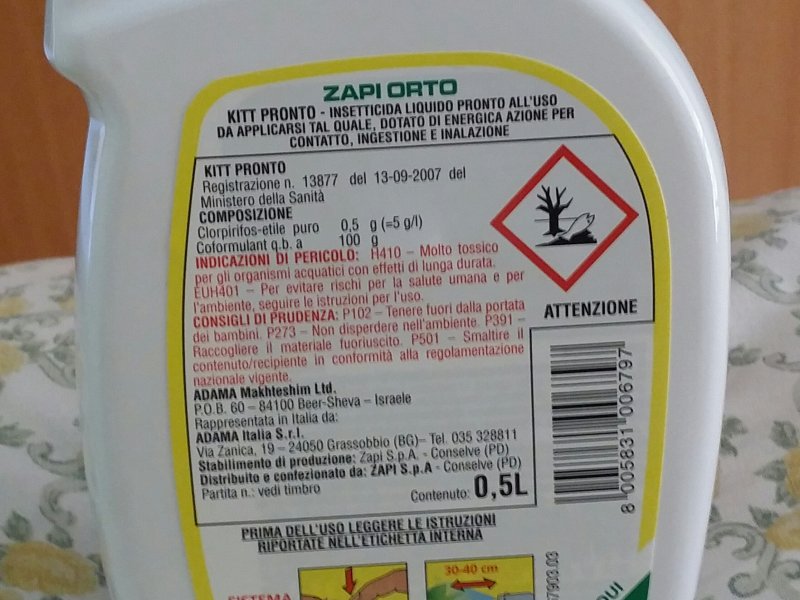 ZAPI ORTO
KITT PRONTO - INSETTICIDA LIQUIDO PRONTO ALL'USO
DA APPLICARSI TAL QUALE, DOTATO DI ENERGICA AZIONE PER
CONTATTO, INGESTIONE E INALAZIONE
KITT PRONTO
Registrazione n. 13877 del 13-09-2007 del
Ministero della Sanità
COMPOSIZIONE
Clorpirifos-etile puro 0,5 g (=5 g/l)
Coformulant q.b. a 100 g
INDICAZIONI DI PERICOLO: H410 – Molto tossico
per gli organismi acquatici con effetti di lunga durata.
EUH401 – Per evitare rischi per la salute umana e per
l'ambiente, seguire le istruzioni per l'uso.
CONSIGLI DI PRUDENZA: P102 – Tenere fuori dalla portata
dei bambini. P273 – Non disperdere nell'ambiente. P391 –
Raccogliere il materiale fuoriuscito. P501 – Smaltire il
contenuto/recipiente in conformità alla regolamentazione
nazionale vigente.
ATTENZIONE
ADAMA Makhteshim Ltd.
P.O.B. 60 – 84100 Beer-Sheva – Israele
Rappresentata in Italia da:
ADAMA Italia S.r.l.
Via Zanica, 19 – 24050 Grassobbio (BG)– Tel. 035 328811
Stabilimento di produzione: Zapi S.p.A. - Conselve (PD)
Distribuito e confezionato da: ZAPI S.p.A - Conselve (PD)
Partita n.: vedi timbro
Contenuto: 0,5L
8 005831 006797
PRIMA DELL'USO LEGGERE LE ISTRUZIONI
RIPORTATE NELL'ETICHETTA INTERNA
SISTEMA
30-40 cm
7903.03
QUI